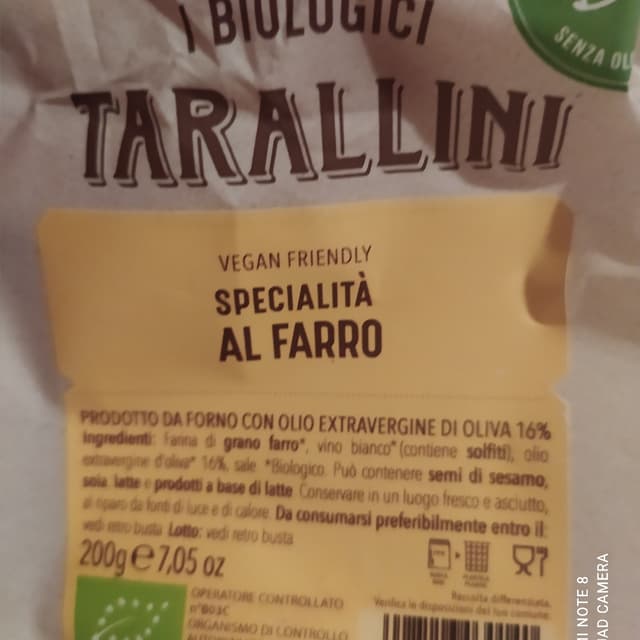 I BIOLOGICI
SENZA OL
TARALLINI
VEGAN FRIENDLY
SPECIALITÀ
AL FARRO
PRODOTTO DA FORNO CON OLIO EXTRAVERGINE DI OLIVA 16%
Ingredienti: Farina di grano farro*, vino bianco* (contiene solfiti), olio
extravergine d'oliva* 16%, sale *Biologico. Può contenere semi di sesamo,
soia, latte e prodotti a base di latte. Conservare in un luogo fresco e asciutto,
al riparo da fonti di luce e di calore. Da consumarsi preferibilmente entro il:
vedi retro busta Lotto: vedi retro busta
200g e 7,05 oz
Raccolta differenziata.
Verifica le disposizioni del tuo comune.
OPERATORE CONTROLLATO
n°B03C
ORGANISMO DI CONTROLLO
MI NOTE 8
UAD CAMERA